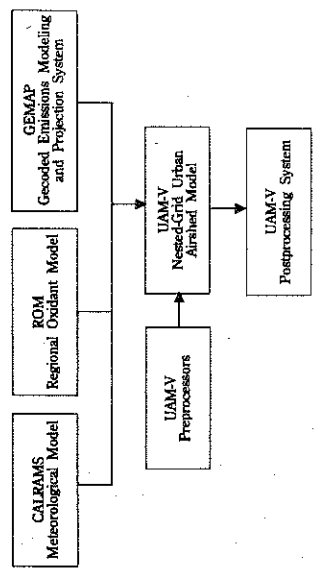 CALRAMS
Meteorological Model
ROM
Regional Oxidant Model
GEMAP
Geocoded Emissions Modeling
and Projection System
UAM-V
Preprocessors
UAM-V
Nested-Grid Urban
Airshed Model
UAM-V
Postprocessing System